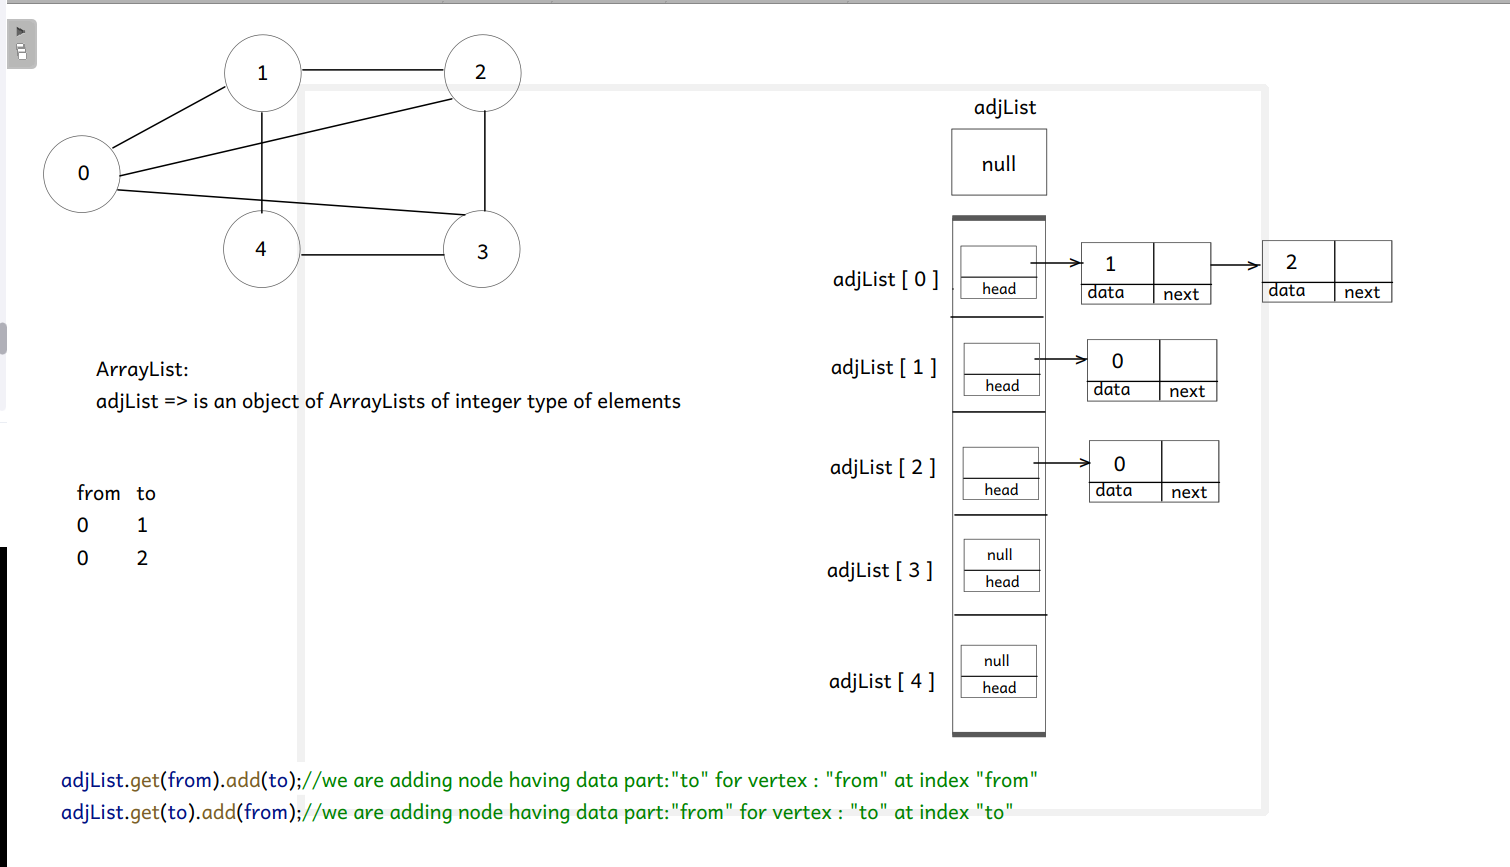 1
2
0
4
3
adjList
null
adjList [ 0 ]
head
1
data next
2
data next
adjList [ 1 ]
head
0
data next
adjList [ 2 ]
head
0
data next
adjList [ 3 ]
null
head
adjList [ 4 ]
null
head
ArrayList:
adjList => is an object of ArrayLists of integer type of elements
from to
0 1
0 2
adjList.get(from).add(to);//we are adding node having data part:"to" for vertex : "from" at index "from"
adjList.get(to).add(from);//we are adding node having data part:"from" for vertex : "to" at index "to"